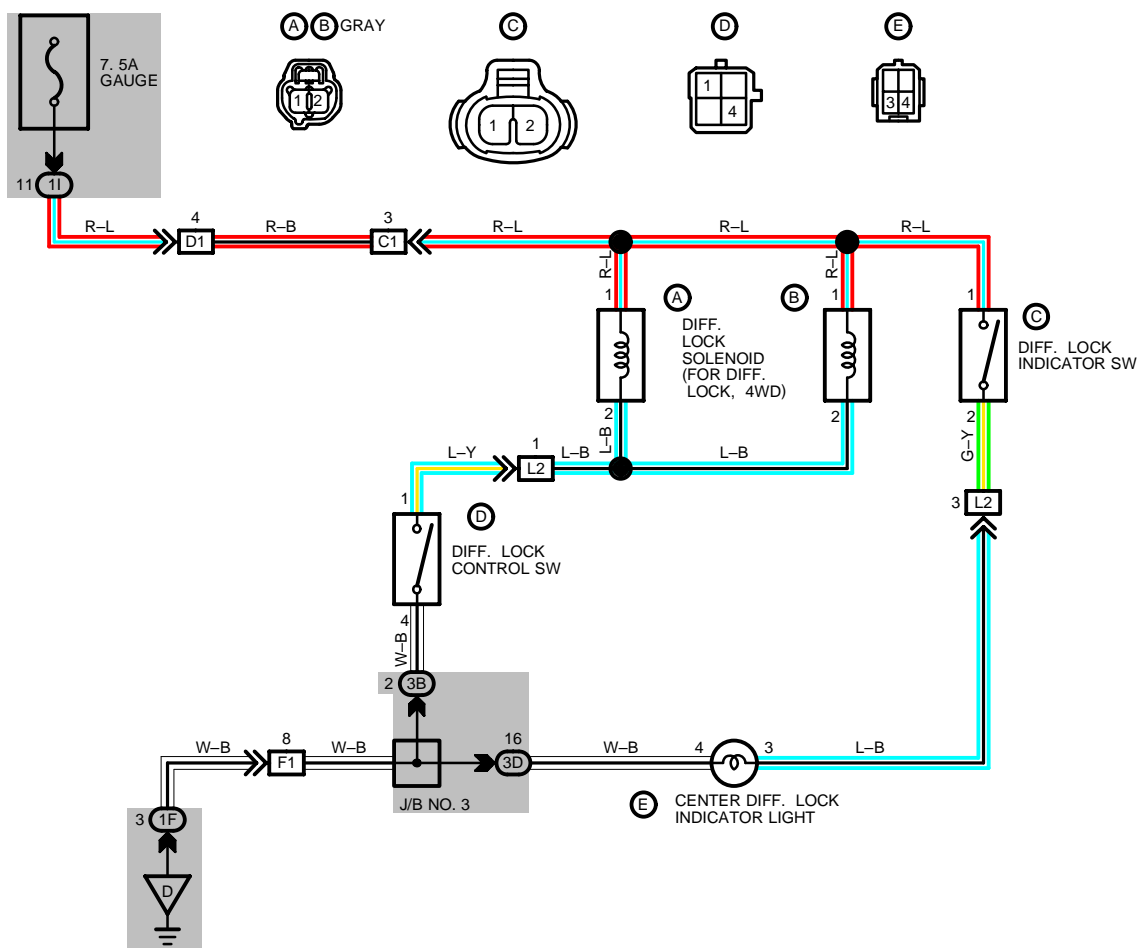 A B GRAY
C
D
E
7. 5A
GAUGE
1 2
1 2
1
4
3 4
11 1I
R–L
4
D1
R–B
3
C1
R–L
R–L
R–L
R–L
R–L
1
A
DIFF.
LOCK
SOLENOID
(FOR DIFF.
LOCK, 4WD)
2
L–B
B
1
2
1
C
DIFF. LOCK
INDICATOR SW
2
G–Y
L–Y
1
L2
L–B
L–B
3 L2
1
D
DIFF. LOCK
CONTROL SW
4
W–B
2 3B
W–B
8
F1
W–B
16
3D
W–B
4
3
L–B
J/B NO. 3
E
CENTER DIFF. LOCK
INDICATOR LIGHT
3 1F
D